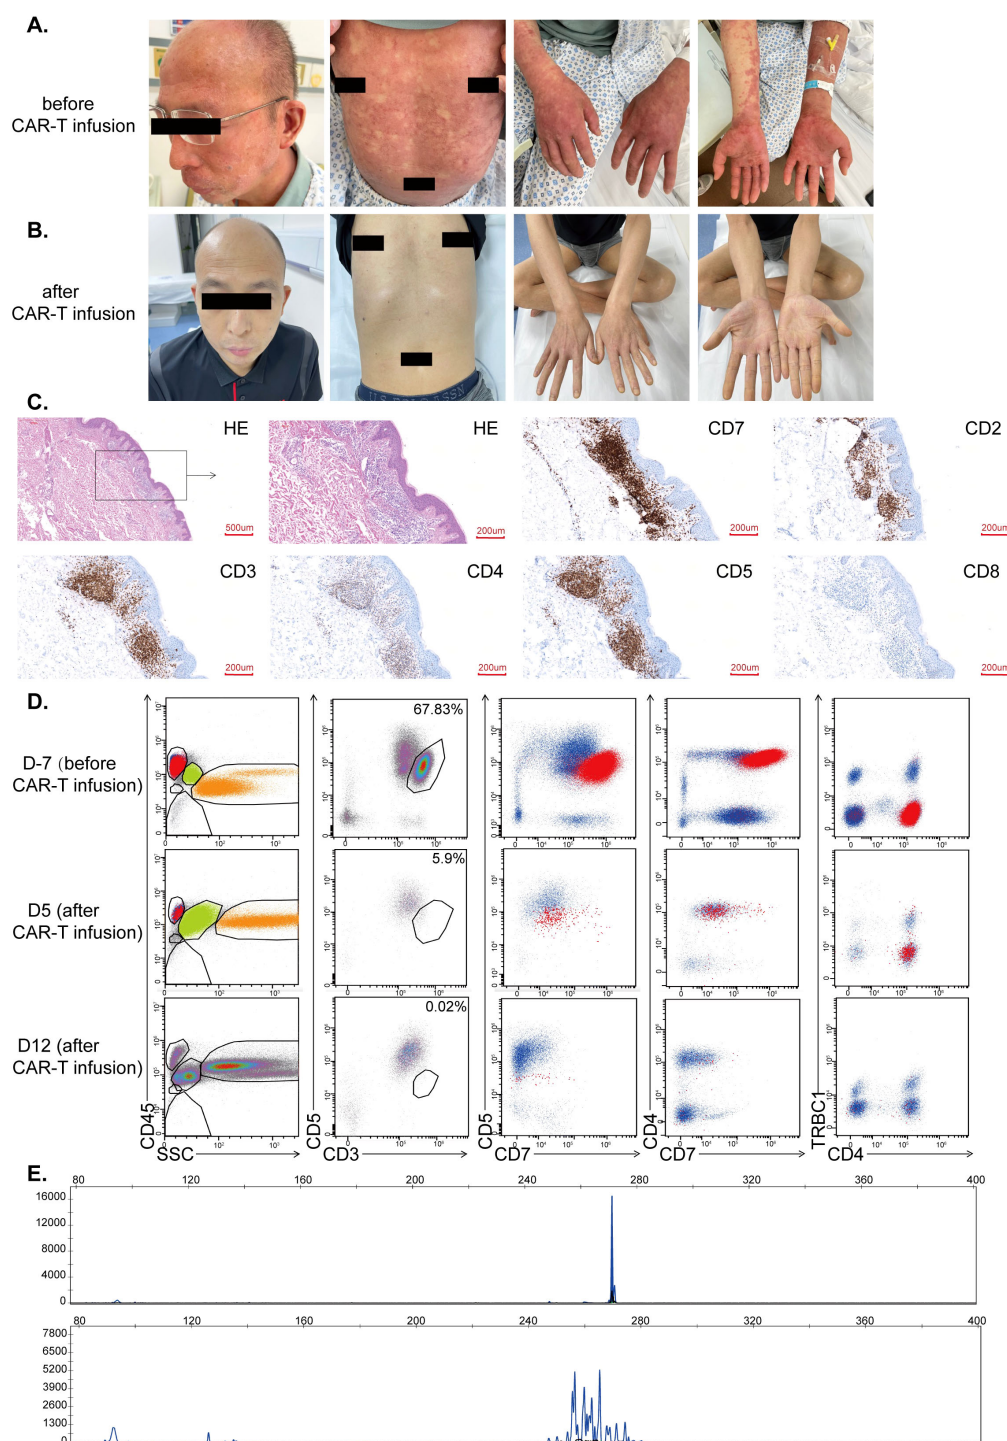 A.
before
CAR-T infusion
B.
after
CAR-T infusion
C.
HE
500um
HE
200um
CD7
200um
CD2
200um
CD3
200um
CD4
200um
CD5
200um
CD8
200um
D.
D-7 (before
CAR-T infusion)
67.83%
D5 (after
CAR-T infusion)
5.9%
D12 (after
CAR-T infusion)
0.02%
CD45
SSC
CD5
CD3
CD5
CD7
CD4
CD7
TRBC1
CD4
E.
80 120 160 200 240 280 320 360 400
16000
12000
8000
4000
0
80 120 160 200 240 280 320 360 400
7800
6500
5200
3900
2600
1300
0